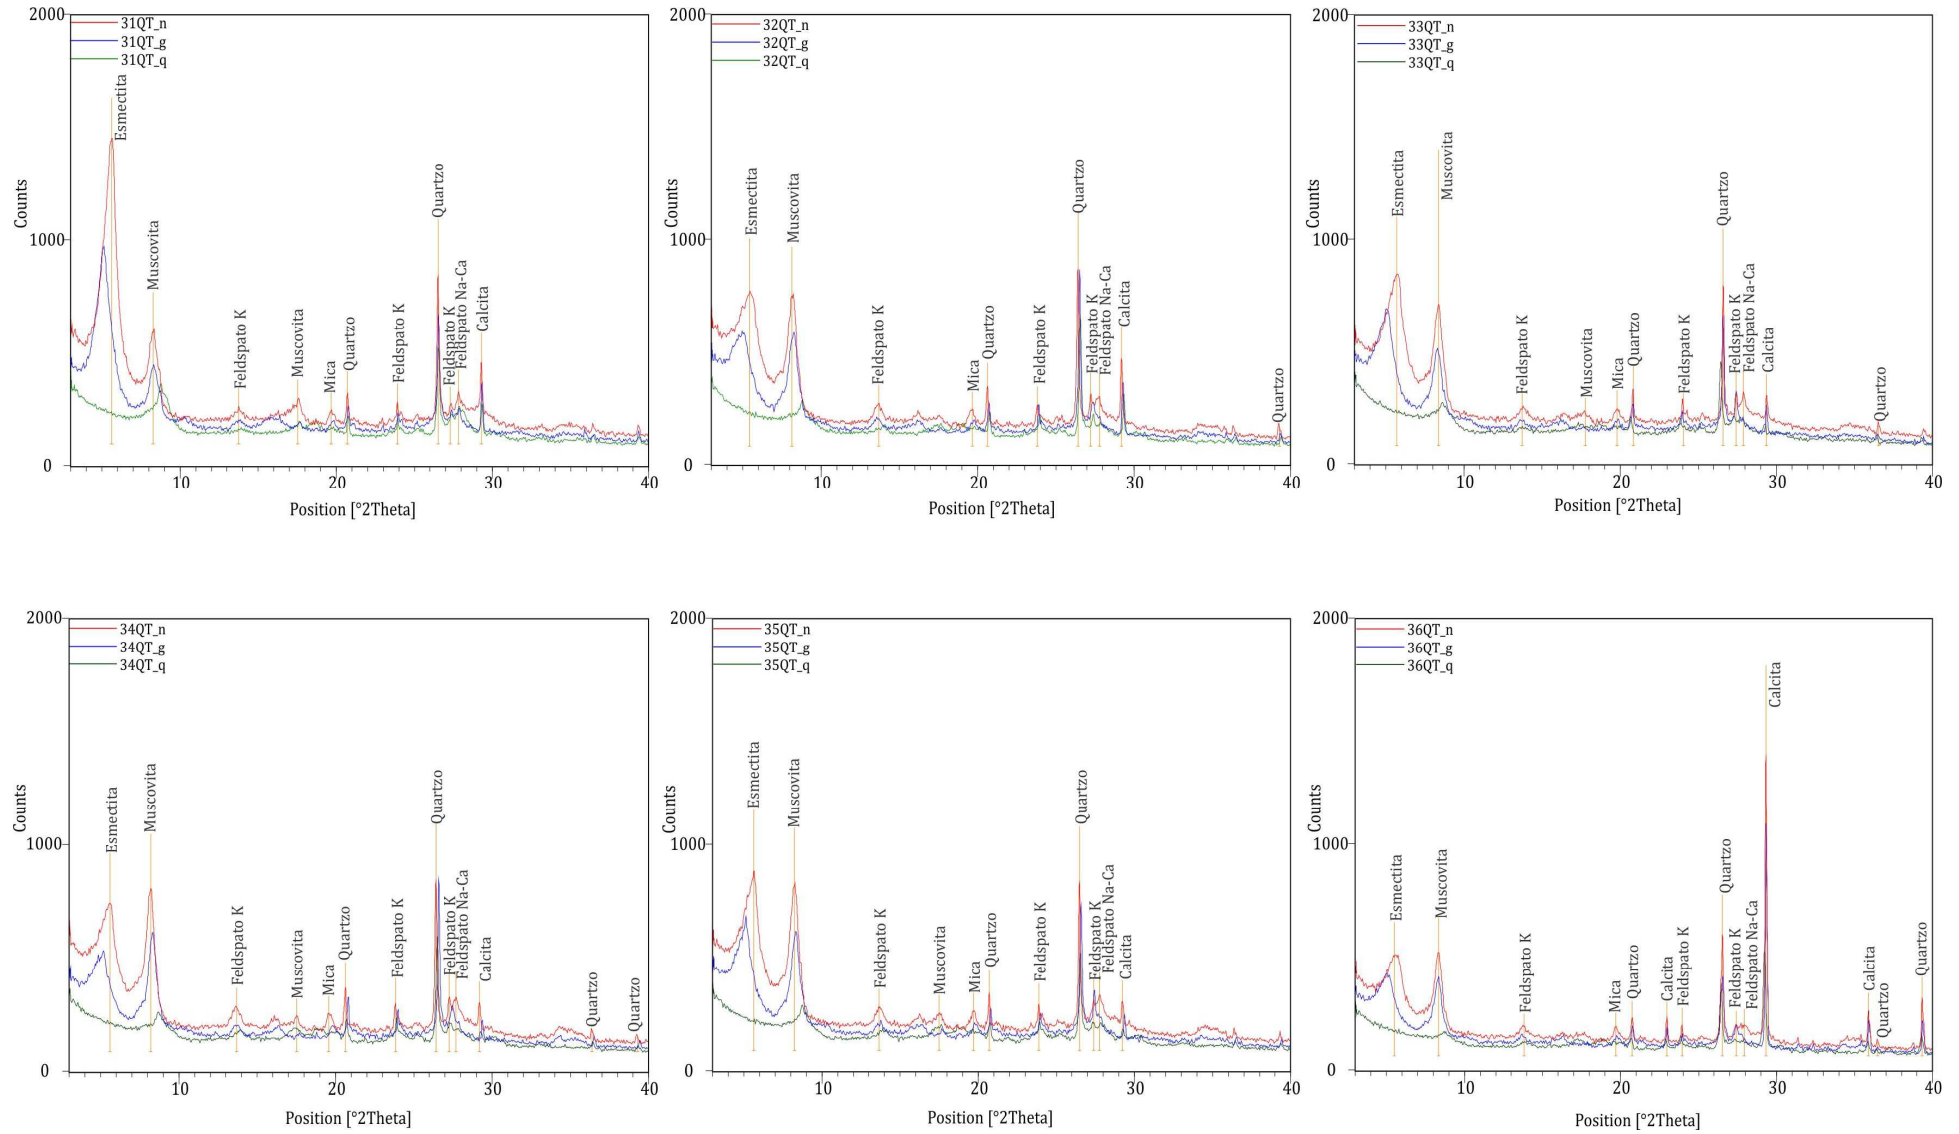 2000
31QT_n
31QT_g
31QT_q
Esmectita
Muscovita
Feldspato K
Muscovita
Mica
Quartzo
Feldspato K
Quartzo
Feldspato K
Feldspato Na-Ca
Calcita
Counts
1000
0
10
20
30
40
Position [°2Theta]
2000
32QT_n
32QT_g
32QT_q
Esmectita
Muscovita
Feldspato K
Mica
Quartzo
Feldspato K
Quartzo
Feldspato K
Feldspato Na-Ca
Calcita
Quartzo
Counts
1000
0
10
20
30
40
Position [°2Theta]
2000
33QT_n
33QT_g
33QT_q
Esmectita
Muscovita
Feldspato K
Muscovita
Mica
Quartzo
Feldspato K
Quartzo
Feldspato K
Feldspato Na-Ca
Calcita
Quartzo
Counts
1000
0
10
20
30
40
Position [°2Theta]
2000
34QT_n
34QT_g
34QT_q
Esmectita
Muscovita
Feldspato K
Muscovita
Mica
Quartzo
Feldspato K
Quartzo
Feldspato K
Feldspato Na-Ca
Calcita
Quartzo
Quartzo
Counts
1000
0
10
20
30
40
Position [°2Theta]
2000
35QT_n
35QT_g
35QT_q
Esmectita
Muscovita
Feldspato K
Muscovita
Mica
Quartzo
Feldspato K
Quartzo
Feldspato K
Feldspato Na-Ca
Calcita
Counts
1000
0
10
20
30
40
Position [°2Theta]
2000
36QT_n
36QT_g
36QT_q
Esmectita
Muscovita
Feldspato K
Mica
Quartzo
Calcita
Feldspato K
Quartzo
Feldspato K
Feldspato Na-Ca
Calcita
Calcita
Quartzo
Quartzo
Counts
1000
0
10
20
30
40
Position [°2Theta]